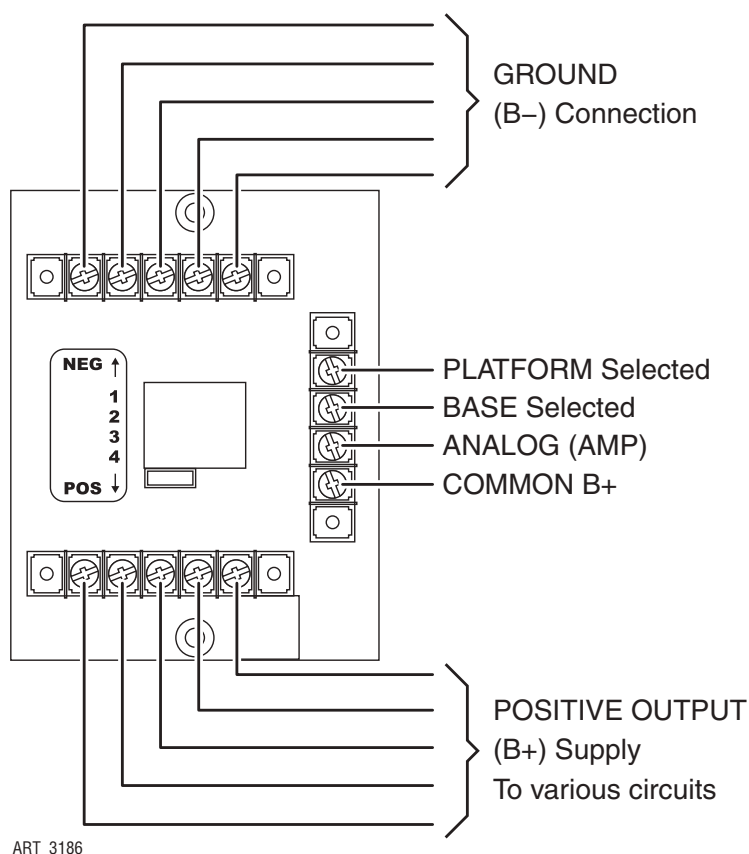 GROUND
(B–) Connection
NEG ↑
1
2
3
4
POS ↓
PLATFORM Selected
BASE Selected
ANALOG (AMP)
COMMON B+
POSITIVE OUTPUT
(B+) Supply
To various circuits
ART 3186